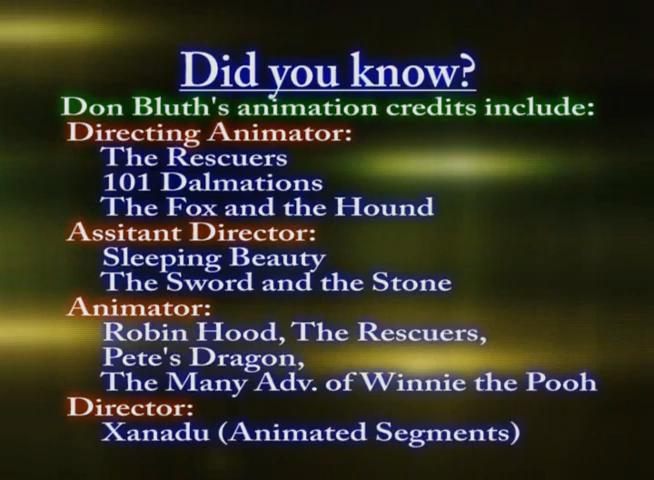 Did you know?
Don Bluth's animation credits include:
Directing Animator:
The Rescuers
101 Dalmations
The Fox and the Hound
Assitant Director:
Sleeping Beauty
The Sword and the Stone
Animator:
Robin Hood, The Rescuers,
Pete's Dragon,
The Many Adv. of Winnie the Pooh
Director:
Xanadu (Animated Segments)